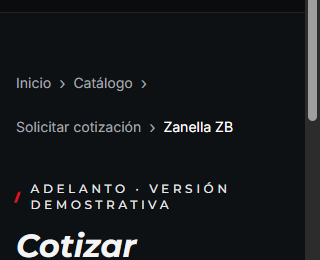 Inicio › Catálogo ›
Solicitar cotización › Zanella ZB
ADELANTO · VERSIÓN
DEMOSTRATIVA
Cotizar